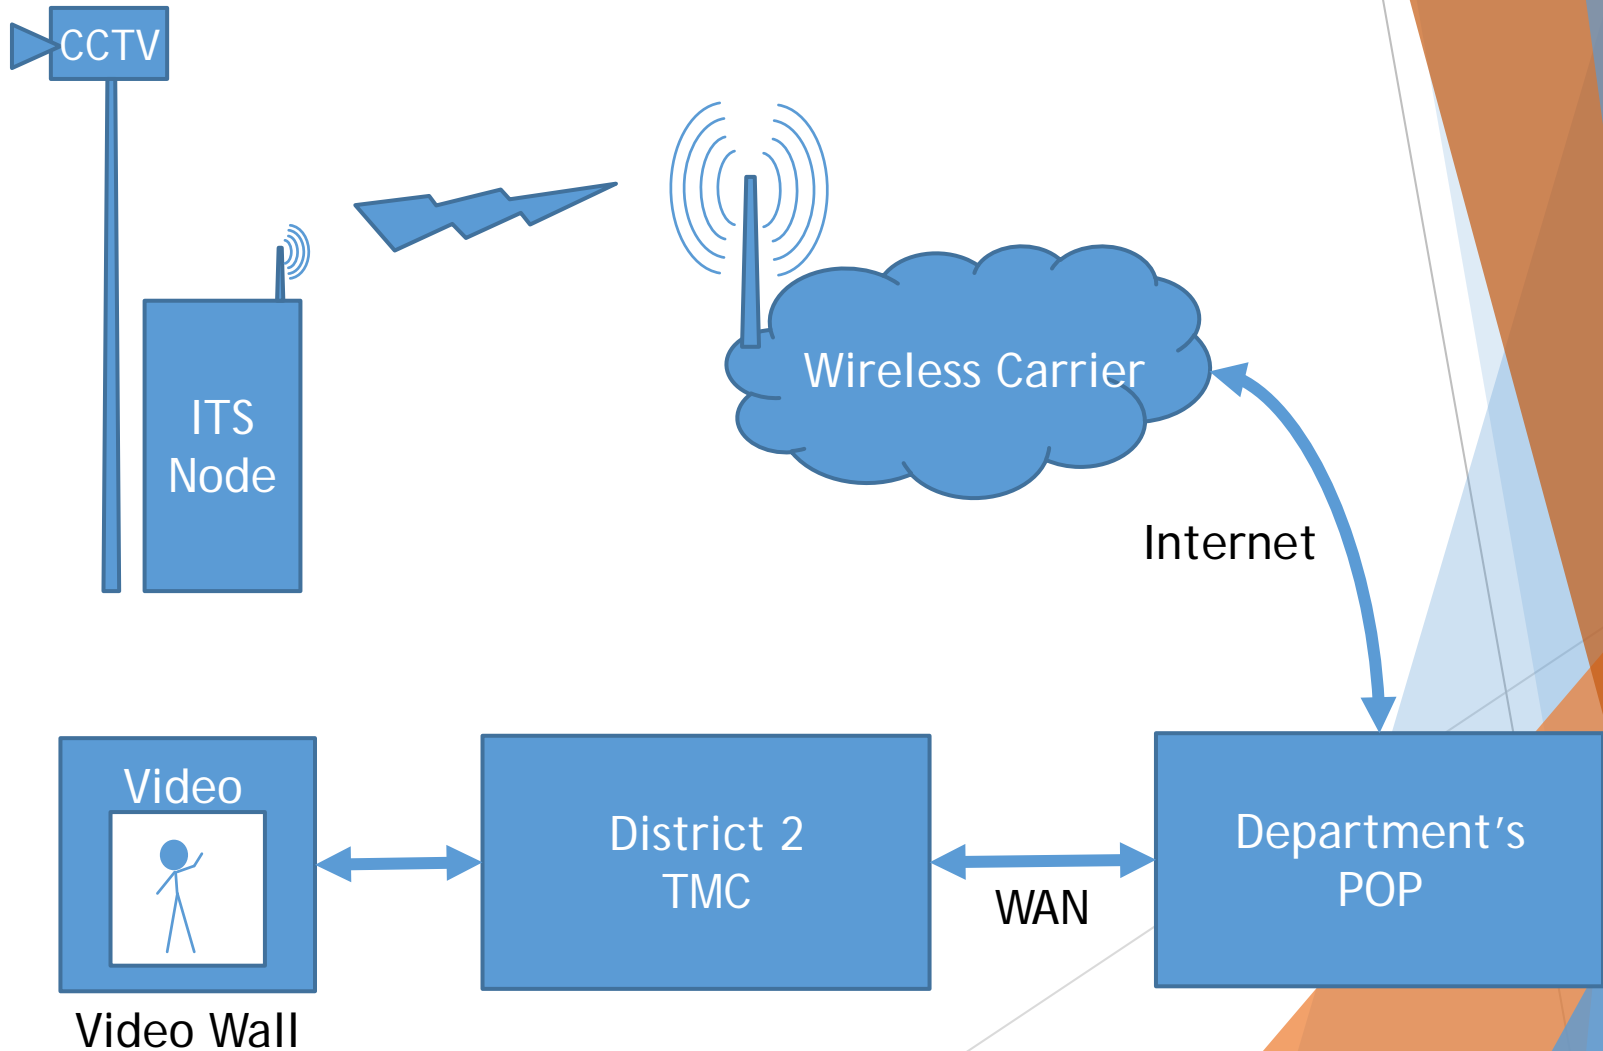 CCTV
ITS
Node
Wireless Carrier
Internet
Video
District 2
TMC
WAN
Department's
POP
Video Wall